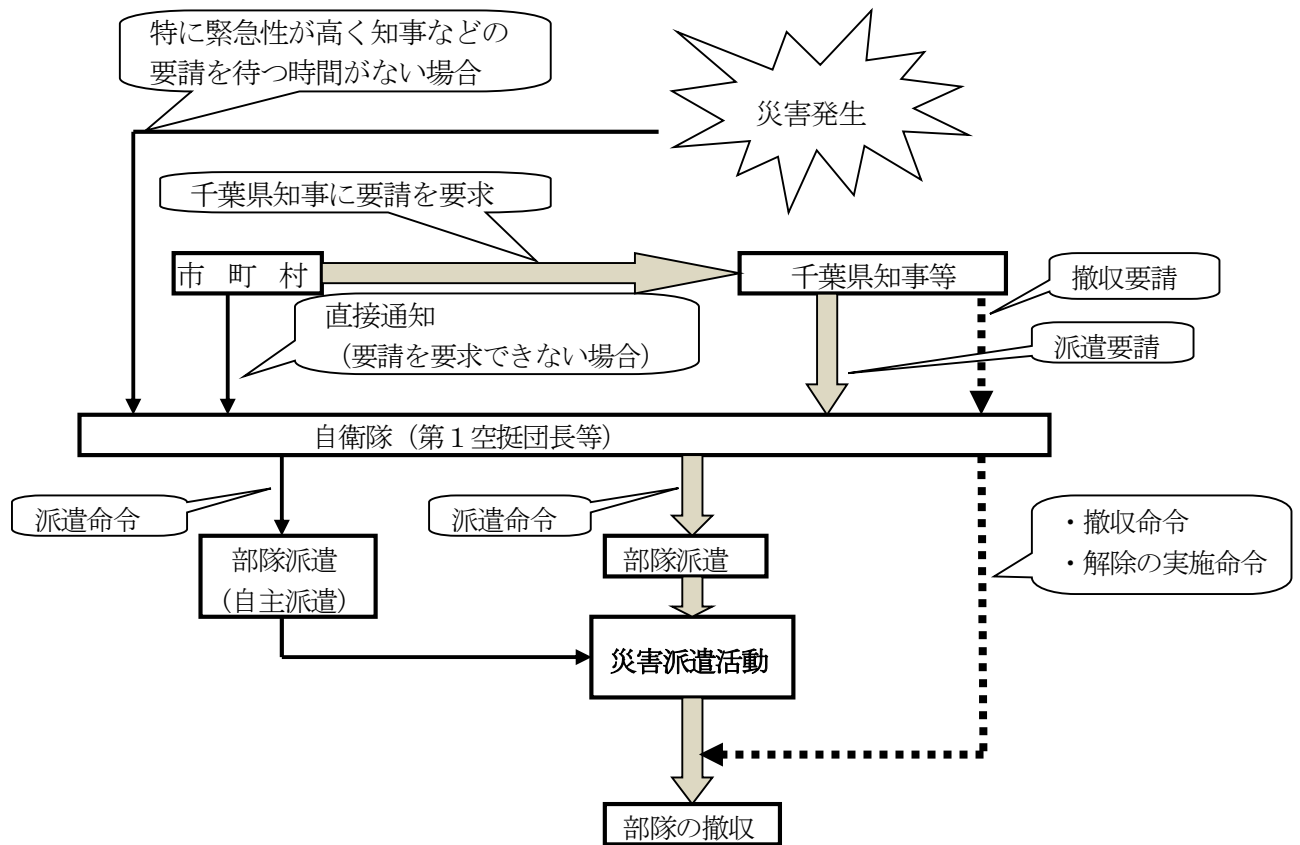 特に緊急性が高く知事などの
要請を待つ時間がない場合
災害発生
千葉県知事に要請を要求
市 町 村
千葉県知事等
撤収要請
直接通知
(要請を要求できない場合)
派遣要請
自衛隊（第１空挺団長等）
派遣命令
派遣命令
・撤収命令
・解除の実施命令
部隊派遣
（自主派遣）
部隊派遣
災害派遣活動
部隊の撤収